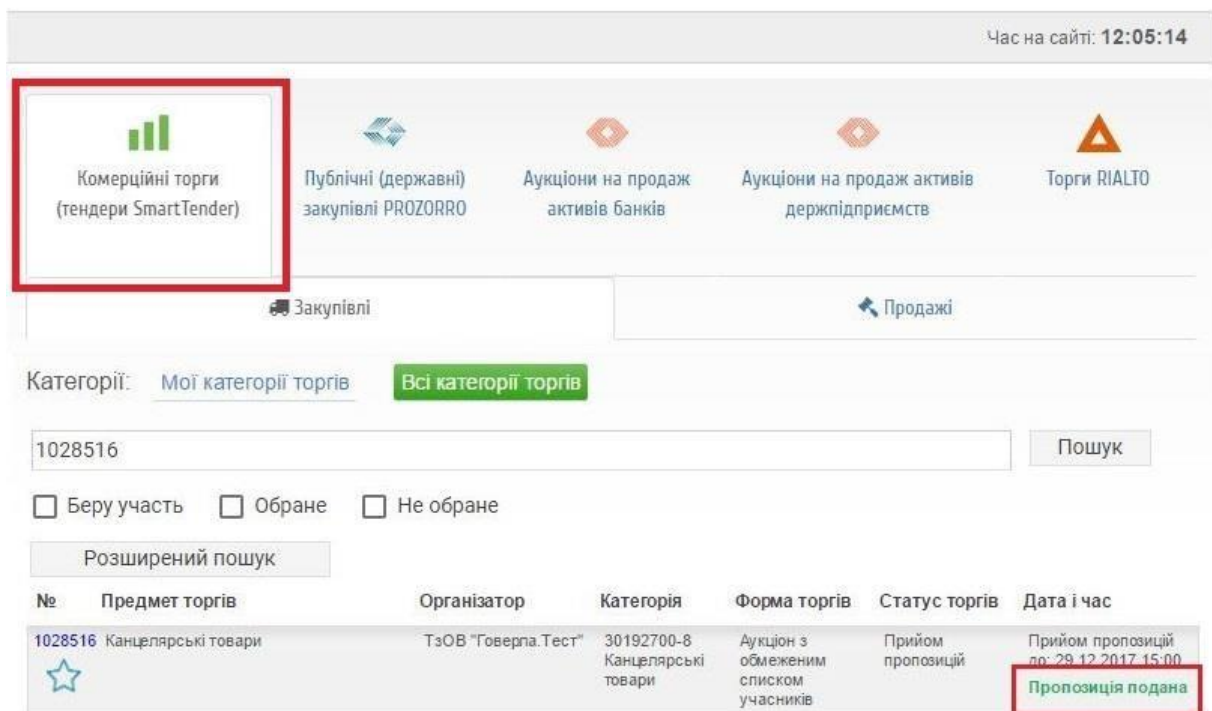 Час на сайті: 12:05:14
Комерційні торги
(тендери SmartTender)
Публічні (державні)
закупівлі PROZORRO
Аукціони на продаж
активів банків
Аукціони на продаж активів
держпідприємств
Торги RIALTO
Закупівлі
Продажі
Категорії: Мої категорії торгів Всі категорії торгів
1028516 Пошук
Беру участь Обране Не обране
Розширений пошук
№ Предмет торгів Організатор Категорія Форма торгів Статус торгів Дата і час
1028516 Канцелярські товари ТзОВ "Говерла.Тест"
30192700-8
Канцелярські
товари
Аукціон з
обмеженим
списком
учасників
Прийом
пропозицій
Прийом пропозицій
до: 29.12.2017 15:00
Пропозиція подана